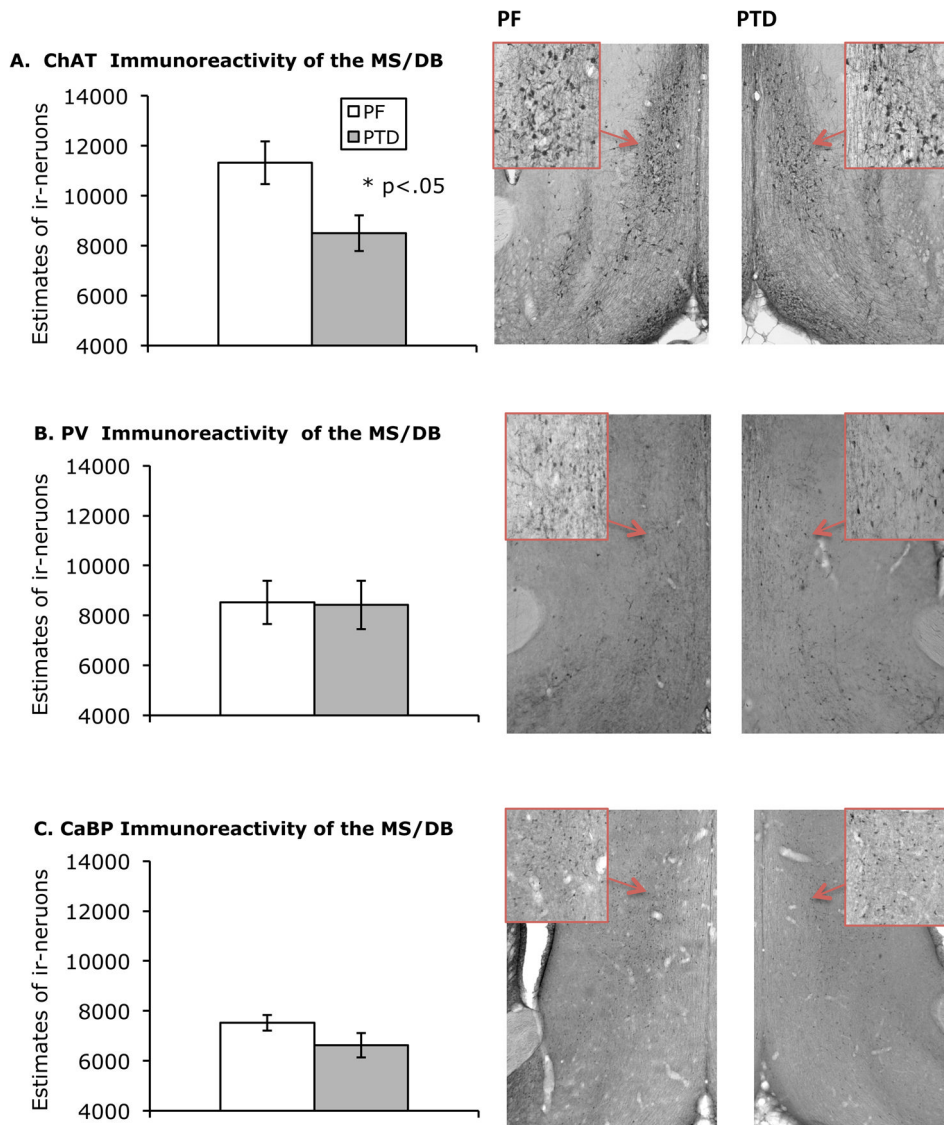 PF PTD
A. ChAT Immunoreactivity of the MS/DB
14000
12000
10000
8000
6000
4000
Estimates of ir-neruons
PF
PTD
* p<.05
B. PV Immunoreactivity of the MS/DB
14000
12000
10000
8000
6000
4000
Estimates of ir-neruons
C. CaBP Immunoreactivity of the MS/DB
14000
12000
10000
8000
6000
4000
Estimates of ir-neruons